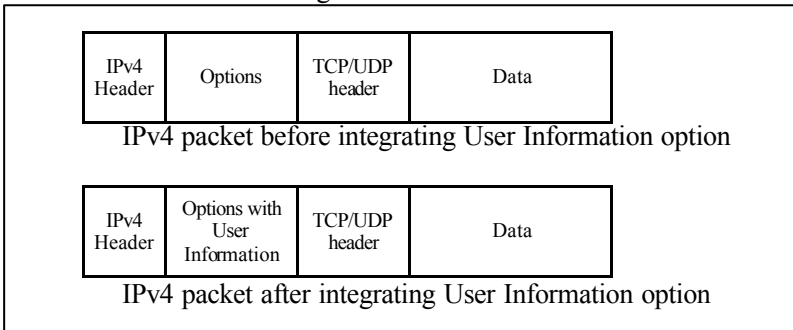 IPv4
Header
Options
TCP/UDP
header
Data
IPv4 packet before integrating User Information option
IPv4
Header
Options with
User
Information
TCP/UDP
header
Data
IPv4 packet after integrating User Information option